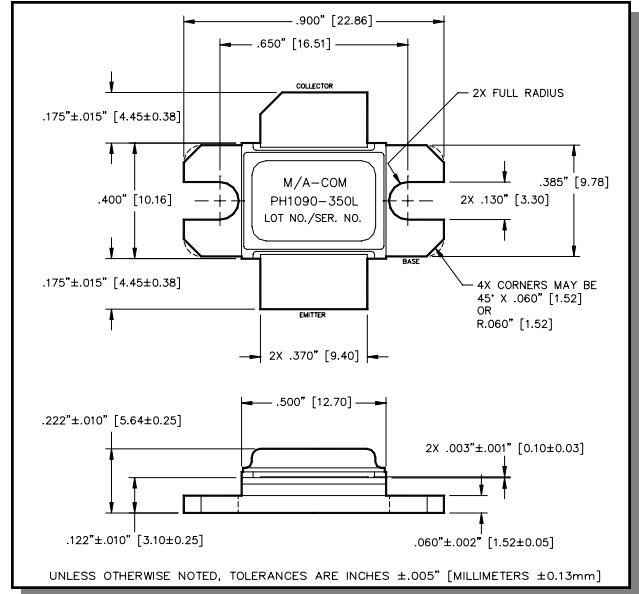 .900" [22.86]
.650" [16.51]
COLLECTOR
2X FULL RADIUS
.175"±.015" [4.45±0.38]
M/A-COM
PH1090-350L
LOT NO./SER. NO.
.400" [10.16]
2X .130" [3.30]
.385" [9.78]
BASE
.175"±.015" [4.45±0.38]
4X CORNERS MAY BE
45° X .060" [1.52]
OR
R.060" [1.52]
EMITTER
2X .370" [9.40]
.500" [12.70]
.222"±.010" [5.64±0.25]
2X .003"±.001" [0.10±0.03]
.122"±.010" [3.10±0.25]
.060"±.002" [1.52±0.05]
UNLESS OTHERWISE NOTED, TOLERANCES ARE INCHES ±.005" [MILLIMETERS ±0.13mm]